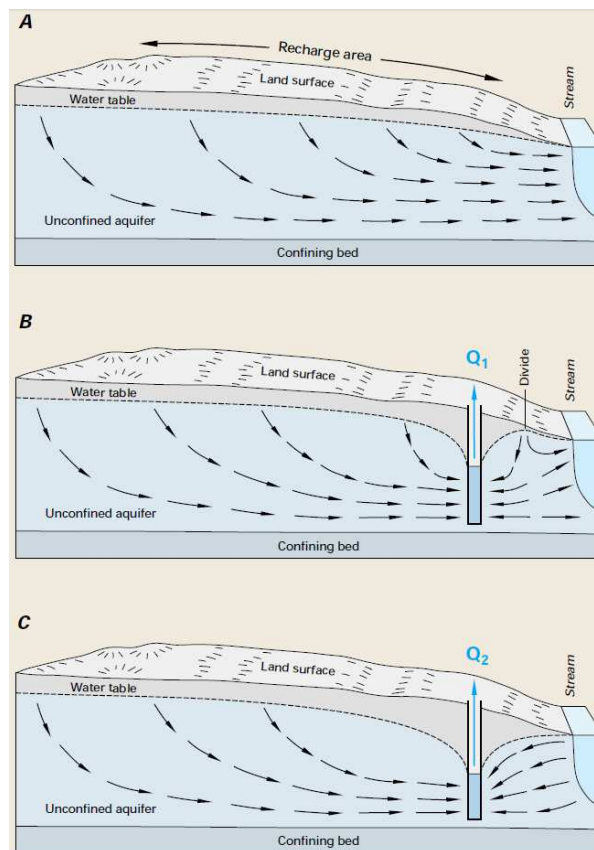 A
Recharge area
Land surface
Stream
Water table
Unconfined aquifer
Confining bed
B
Q1
Divide
Stream
Land surface
Water table
Unconfined aquifer
Confining bed
C
Q2
Stream
Land surface
Water table
Unconfined aquifer
Confining bed